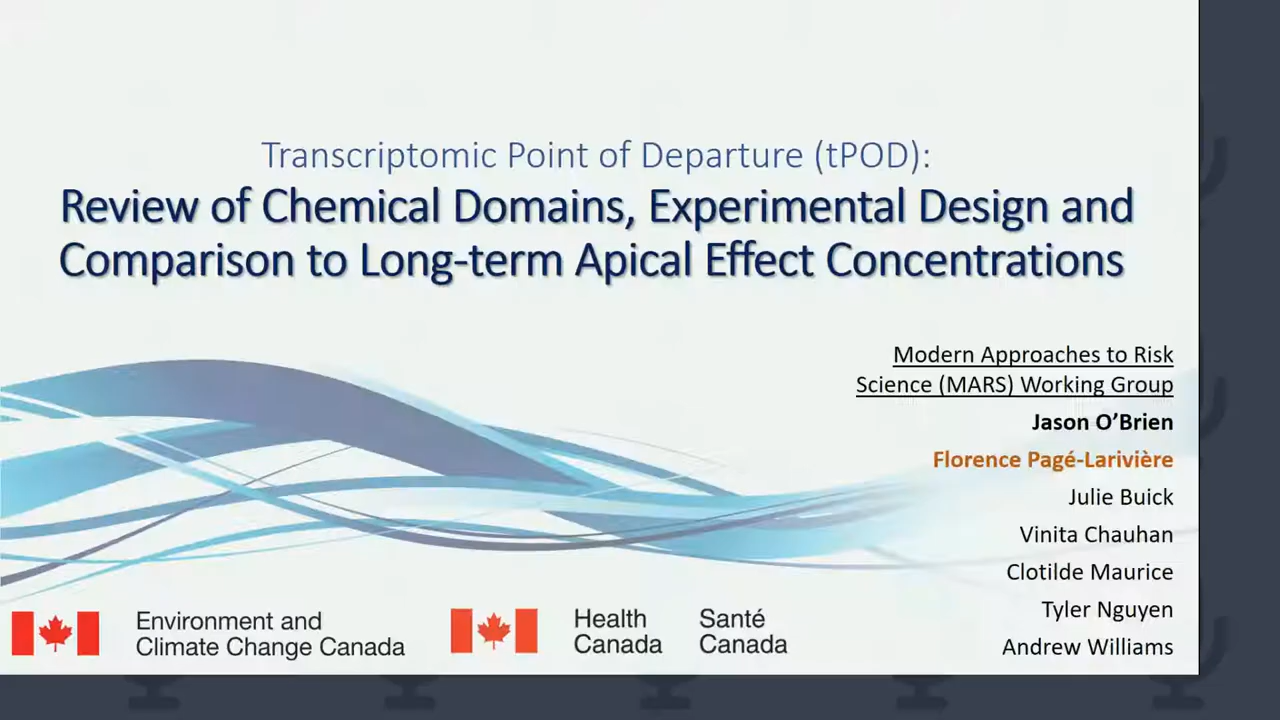 Transcriptomic Point of Departure (tPOD):
Review of Chemical Domains, Experimental Design and
Comparison to Long-term Apical Effect Concentrations
Modern Approaches to Risk
Science (MARS) Working Group
Jason O’Brien
Florence Pagé-Larivière
Julie Buick
Vinita Chauhan
Clotilde Maurice
Tyler Nguyen
Andrew Williams
Environment and
Climate Change Canada
Health
Canada
Santé
Canada